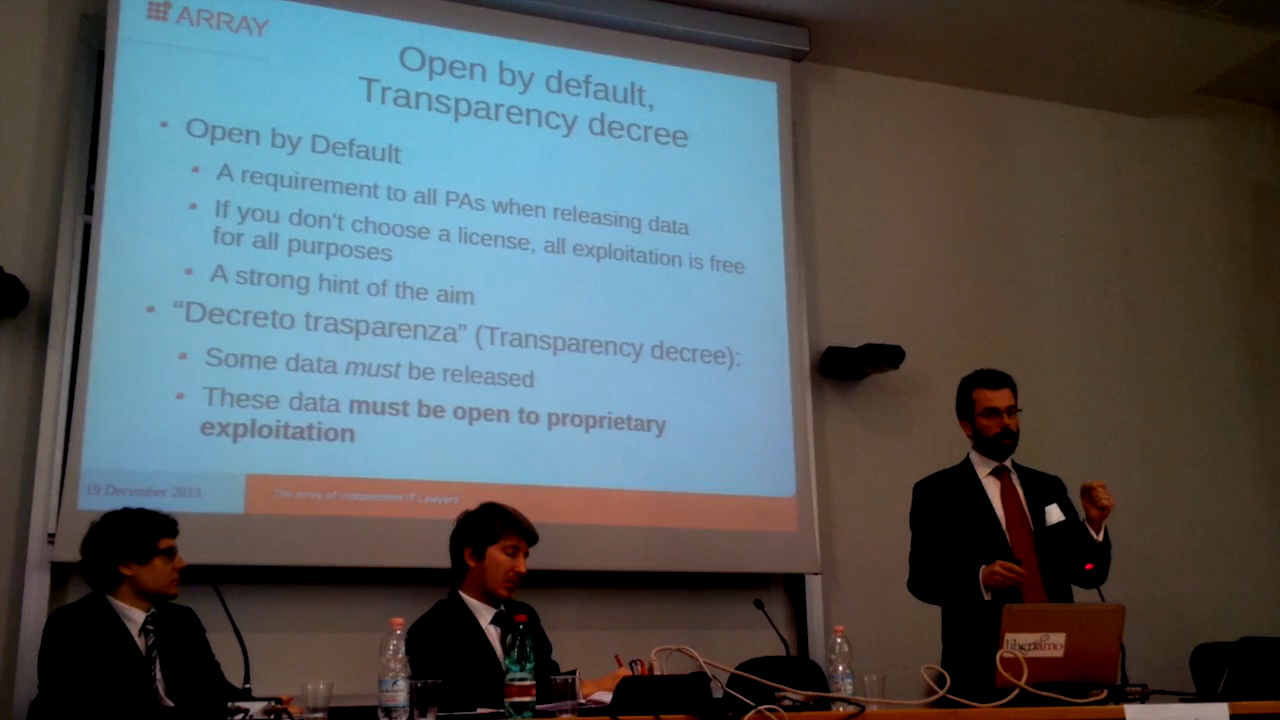 ARRAY
Open by default,
Transparency decree
Open by Default
A requirement to all PAs when releasing data
If you don't choose a license, all exploitation is free
for all purposes
A strong hint of the aim
“Decreto trasparenza” (Transparency decree):
Some data must be released
These data must be open to proprietary
exploitation
19 December 2013
The array of Independent IT Lawyers
libertiamo